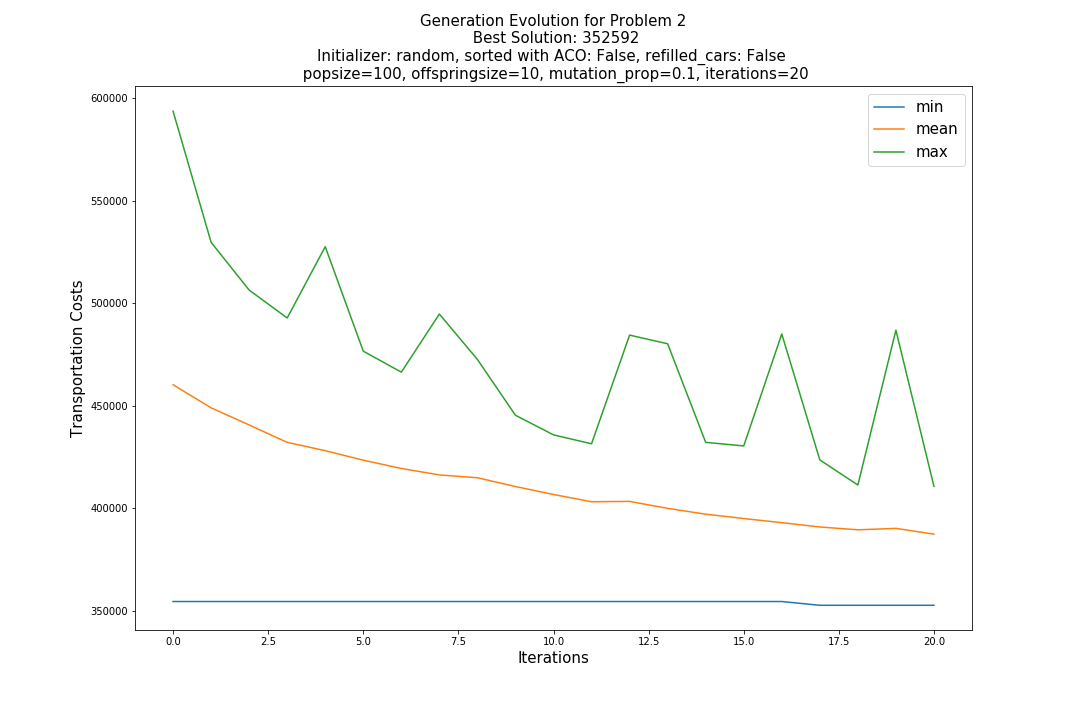 Generation Evolution for Problem 2
Best Solution: 352592
Initializer: random, sorted with ACO: False, refilled_cars: False
popsize=100, offspringsize=10, mutation_prop=0.1, iterations=20
min
mean
max
600000
550000
500000
450000
400000
350000
Transportation Costs
0.0 2.5 5.0 7.5 10.0 12.5 15.0 17.5 20.0
Iterations